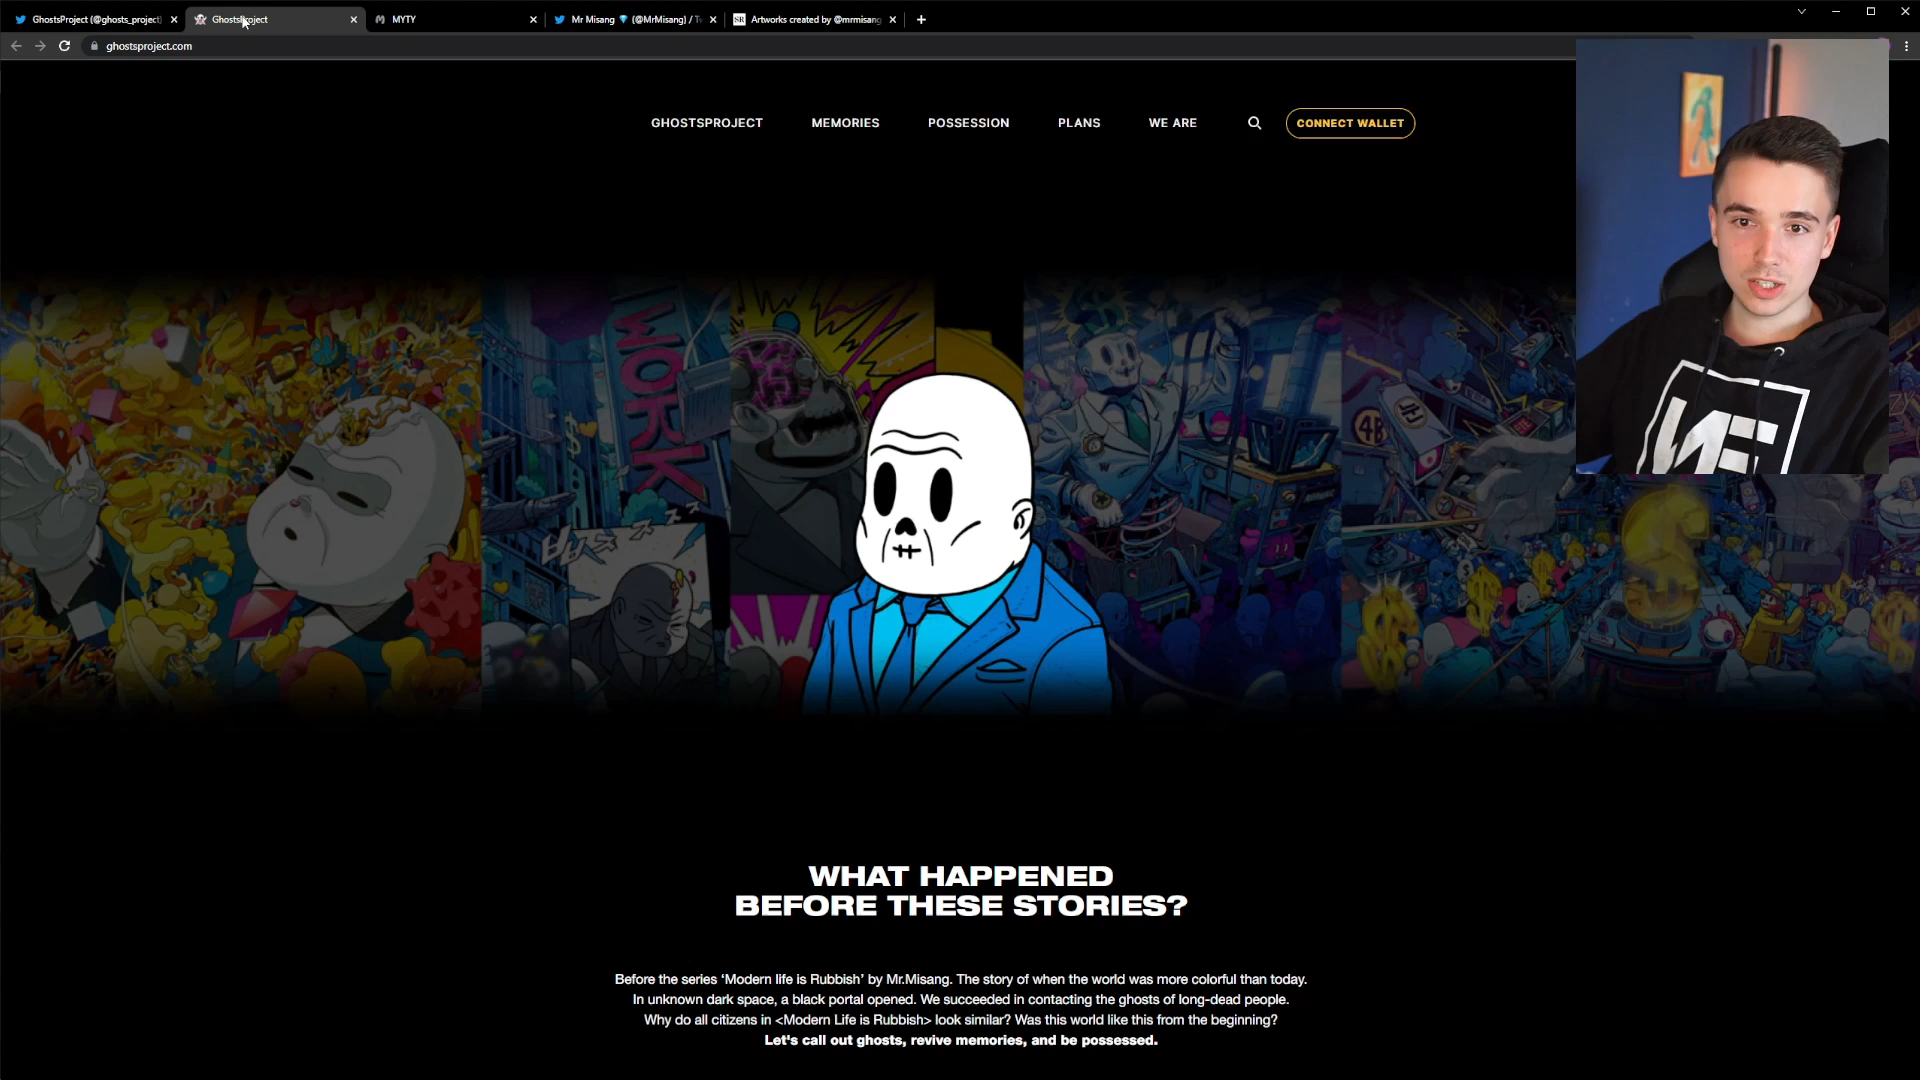 GhostsProject (@ghosts_project)
GhostsProject
MYTY
Mr Misang 💎 (@MrMisang) / Tw
SR
Artworks created by @mrmisang
ghostsproject.com
GHOSTSPROJECT
MEMORIES
POSSESSION
PLANS
WE ARE
CONNECT WALLET
WORK
$
4B
WHAT HAPPENED
BEFORE THESE STORIES?
Before the series ‘Modern life is Rubbish’ by Mr.Misang. The story of when the world was more colorful than today.
In unknown dark space, a black portal opened. We succeeded in contacting the ghosts of long-dead people.
Why do all citizens in <Modern Life is Rubbish> look similar? Was this world like this from the beginning?
Let's call out ghosts, revive memories, and be possessed.